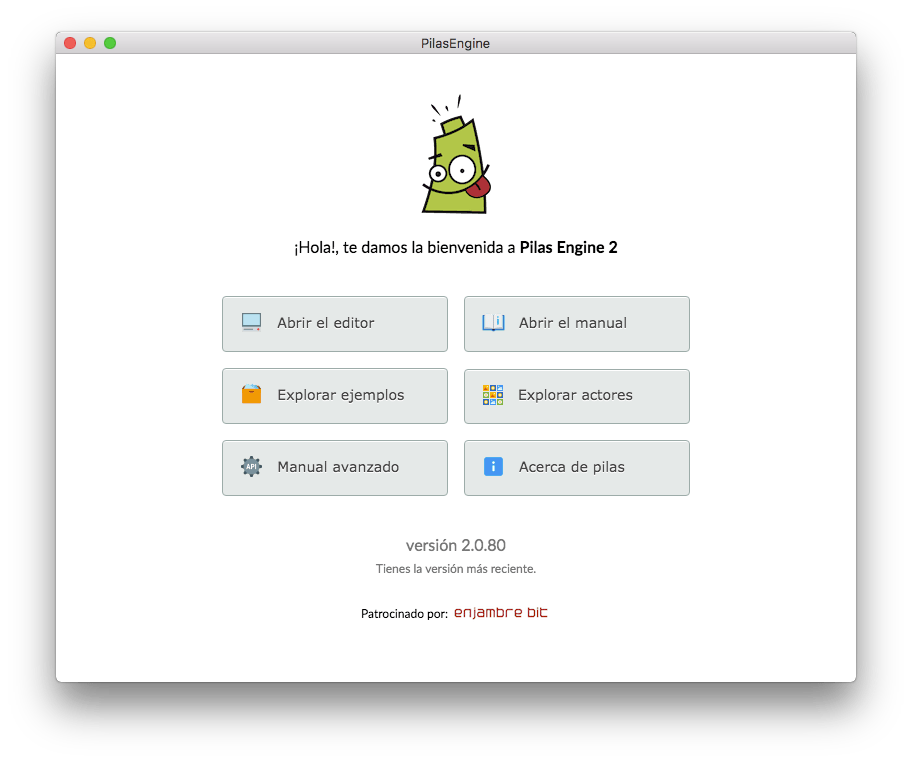 PilasEngine
¡Hola!, te damos la bienvenida a Pilas Engine 2
Abrir el editor
Abrir el manual
Explorar ejemplos
Explorar actores
API
Manual avanzado
i
Acerca de pilas
versión 2.0.80
Tienes la versión más reciente.
Patrocinado por: enjambre bit